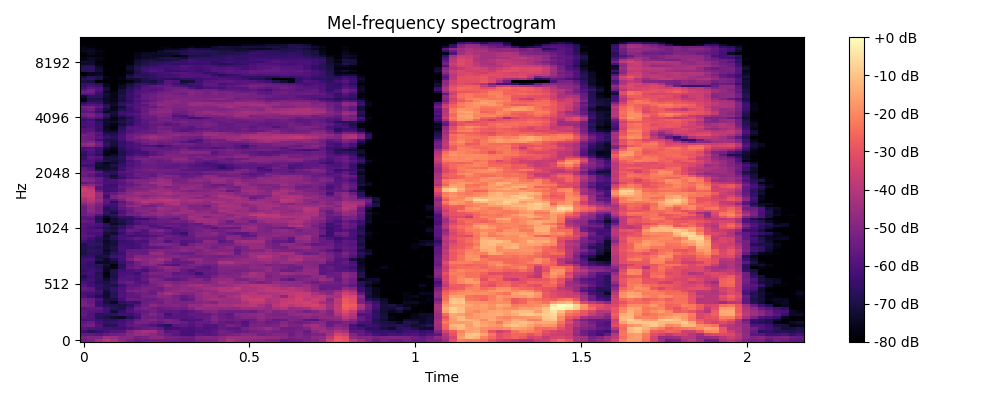 Mel-frequency spectrogram
+0 dB
8192
-10 dB
4096
-20 dB
-30 dB
2048
Hz
-40 dB
1024
-50 dB
-60 dB
512
-70 dB
0
-80 dB
0 0.5 1 1.5 2
Time